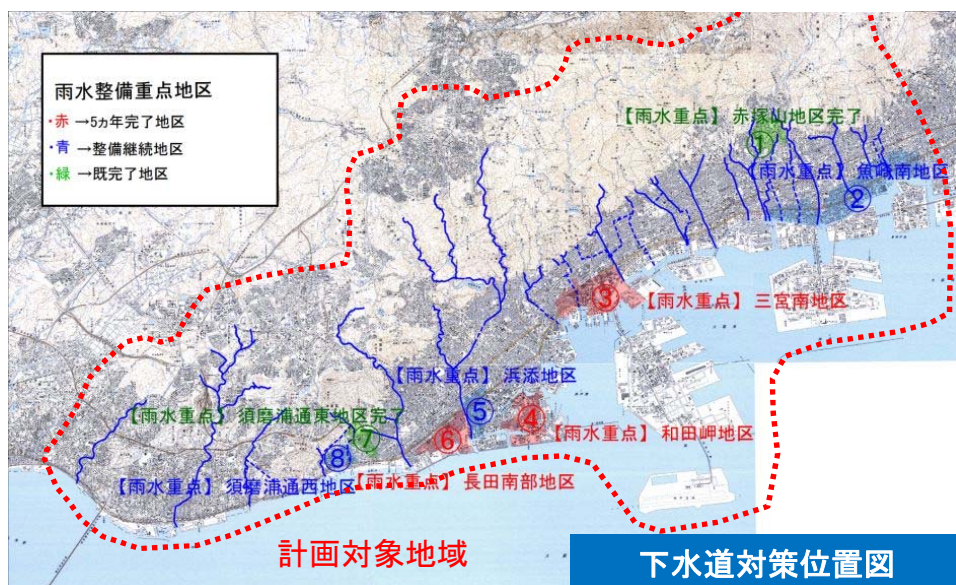 雨水整備重点地区
・赤 →5ヵ年完了地区
・青 →整備継続地区
・緑 →既完了地区
【雨水重点】 赤塚山地区完了
①
【雨水重点】 魚崎南地区
②
③
【雨水重点】 三宮南地区
【雨水重点】 浜添地区
⑤
④
【雨水重点】 和田岬地区
【雨水重点】 須磨浦通東地区完了
⑦
⑥
⑧
【雨水重点】 須磨浦通西地区
【雨水重点】 長田南部地区
計画対象地域
下水道対策位置図